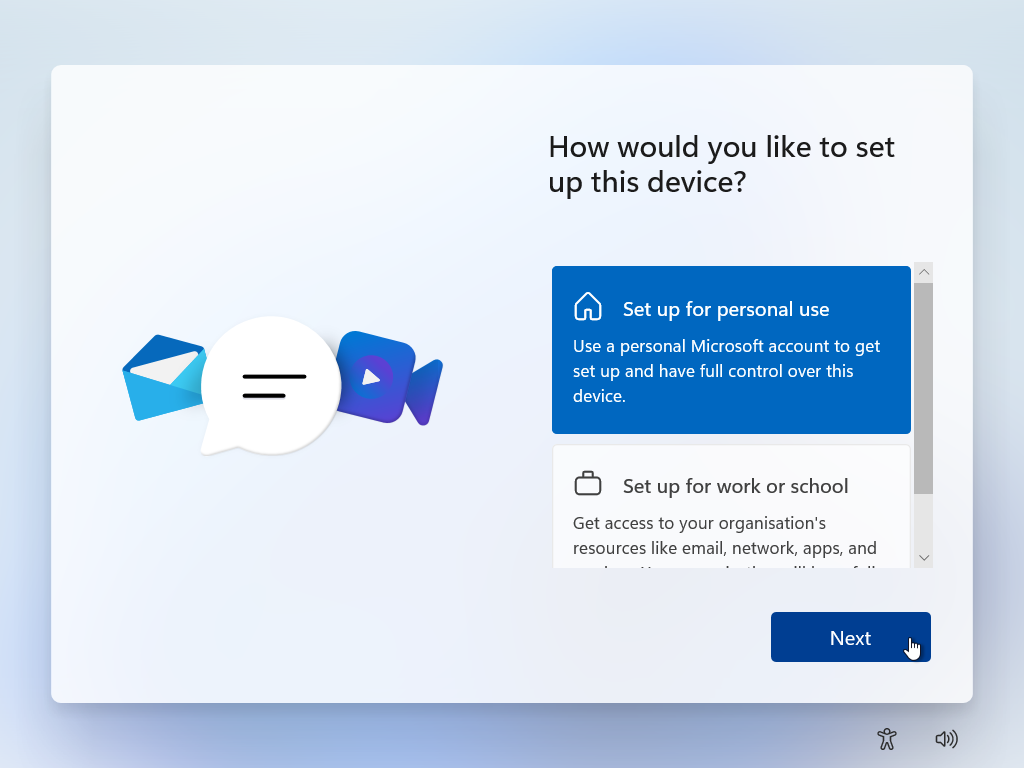 How would you like to set
up this device?
Set up for personal use
Use a personal Microsoft account to get
set up and have full control over this
device.
Set up for work or school
Get access to your organisation's
resources like email, network, apps, and
Next